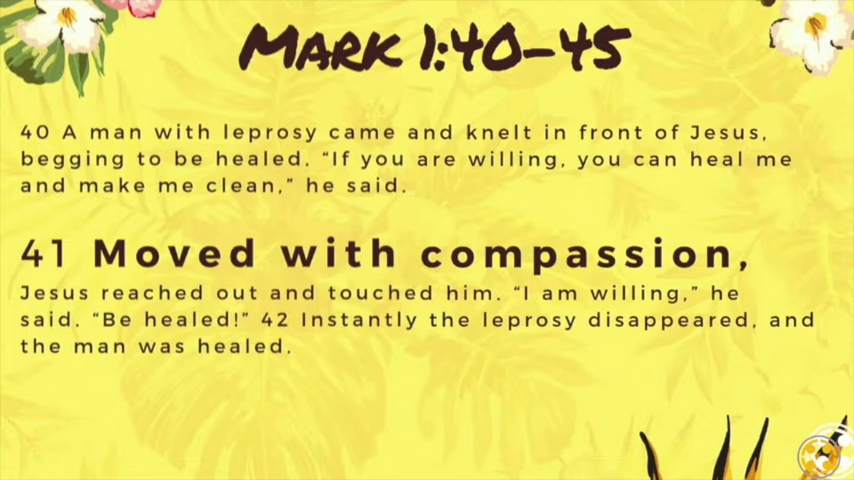 Mark 1:40-45
40 A man with leprosy came and knelt in front of Jesus,
begging to be healed. “If you are willing, you can heal me
and make me clean,” he said.
41 Moved with compassion,
Jesus reached out and touched him. “I am willing,” he
said. “Be healed!” 42 Instantly the leprosy disappeared, and
the man was healed.